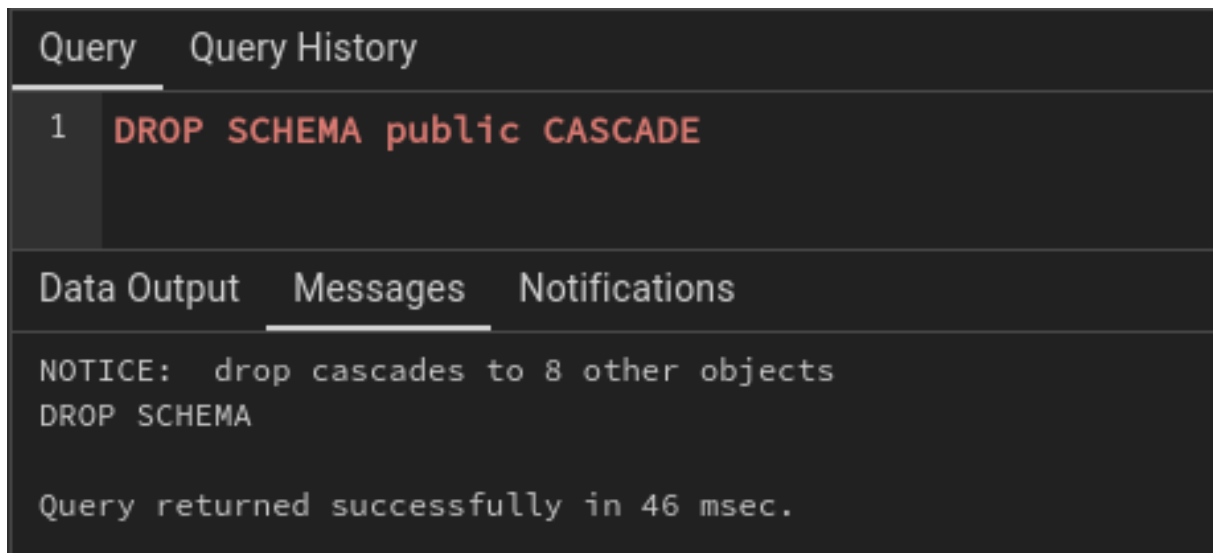 Query Query History
1 DROP SCHEMA public CASCADE
Data Output Messages Notifications
NOTICE:  drop cascades to 8 other objects
DROP SCHEMA
Query returned successfully in 46 msec.